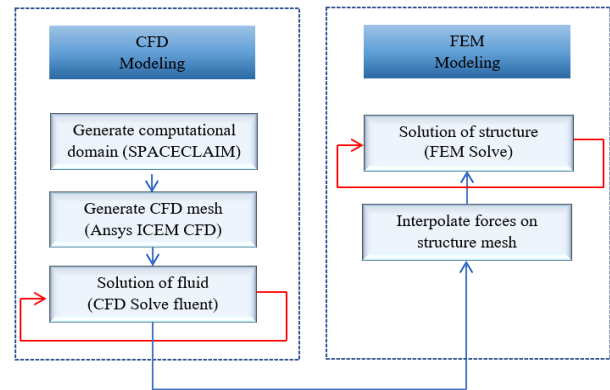 CFD
Modeling
Generate computational
domain (SPACECLAIM)
Generate CFD mesh
(Ansys ICEM CFD)
Solution of fluid
(CFD Solve fluent)
FEM
Modeling
Solution of structure
(FEM Solve)
Interpolate forces on
structure mesh